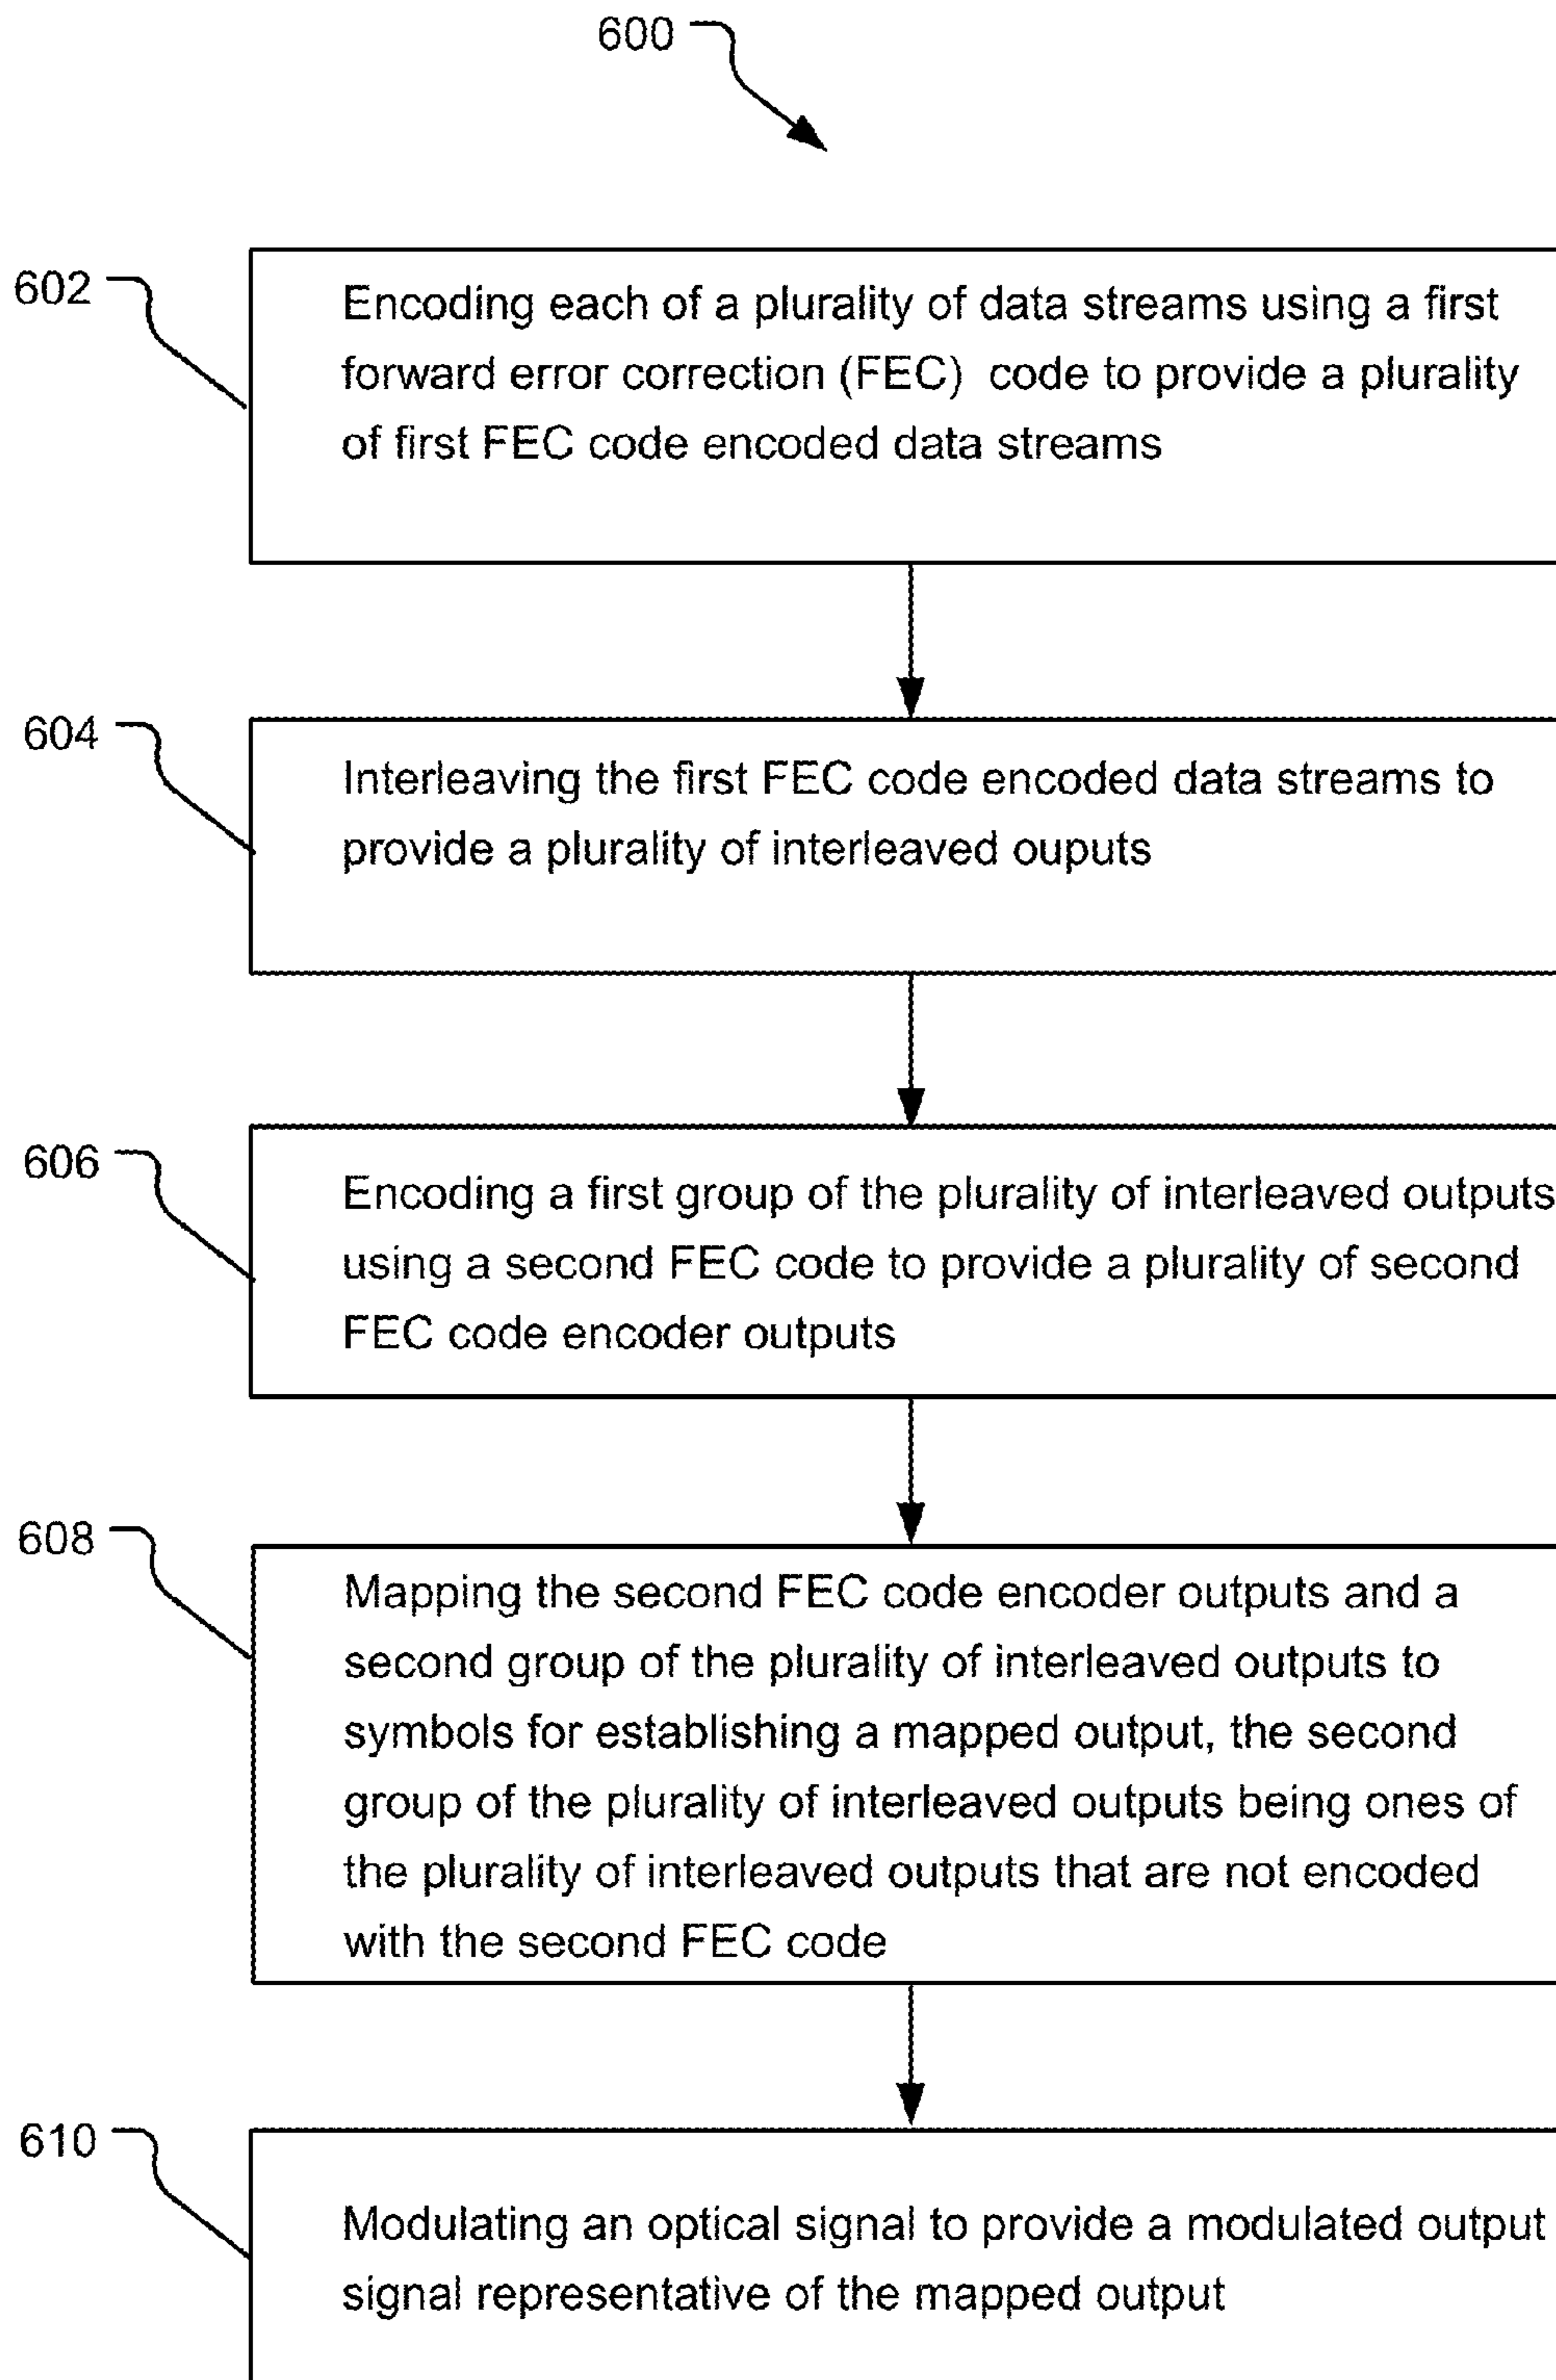 600
602
Encoding each of a plurality of data streams using a first
forward error correction (FEC) code to provide a plurality
of first FEC code encoded data streams
604
Interleaving the first FEC code encoded data streams to
provide a plurality of interleaved ouputs
606
Encoding a first group of the plurality of interleaved outputs
using a second FEC code to provide a plurality of second
FEC code encoder outputs
608
Mapping the second FEC code encoder outputs and a
second group of the plurality of interleaved outputs to
symbols for establishing a mapped output, the second
group of the plurality of interleaved outputs being ones of
the plurality of interleaved outputs that are not encoded
with the second FEC code
610
Modulating an optical signal to provide a modulated output
signal representative of the mapped output